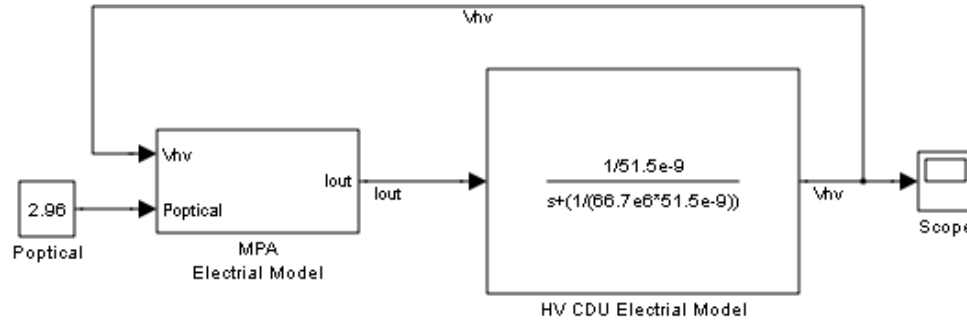 Vhv
Vhv
Iout
Iout
Poptical
2.96
Poptical
MPA
Electrial Model
1/51.5e-9
s+(1/(66.7e6*51.5e-9))
Vhv
HV CDU Electrial Model
Scope